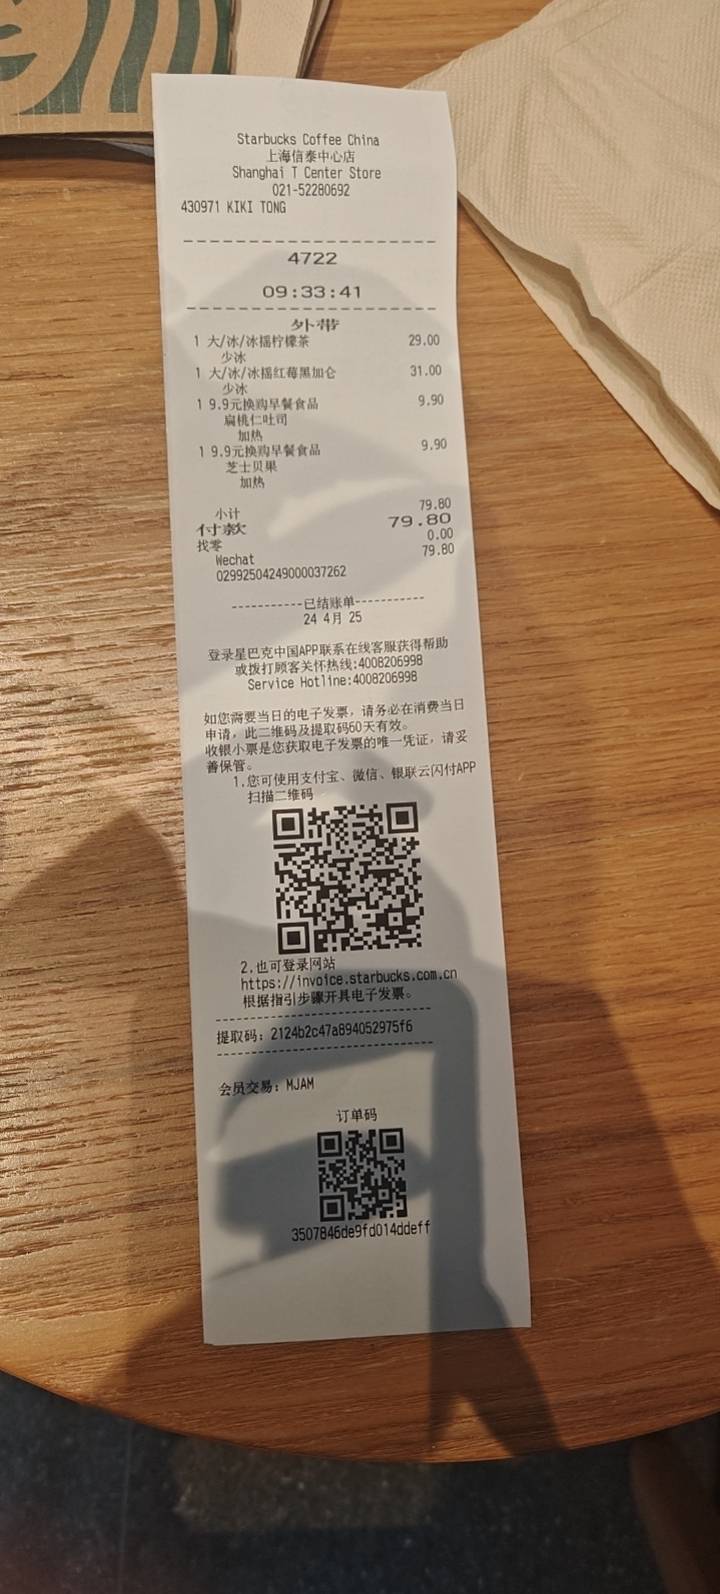 Starbucks Coffee China
上海信泰中心店
Shanghai T Center Store
021-52280692
430971 KIKI TONG
4722
09:33:41
外带
1 大/冰/冰摇柠檬茶 29.00
少冰
1 大/冰/冰摇红莓黑加仑 31.00
少冰
1 9.9元换购早餐食品 9.90
扁桃仁吐司
加热
1 9.9元换购早餐食品 9.90
芝士贝果
加热
小计 79.80
付款 79.80
找零 0.00
Wechat 79.80
02992504249000037262
-----------已结账单-----------
24 4月 25
登录星巴克中国APP联系在线客服获得帮助
或拨打顾客关怀热线:4008206998
Service Hotline:4008206998
如您需要当日的电子发票，请务必在消费当日
申请，此二维码及提取码60天有效。
收银小票是您获取电子发票的唯一凭证，请妥
善保管。
1.您可使用支付宝、微信、银联云闪付APP
扫描二维码
2.也可登录网站
https://invoice.starbucks.com.cn
根据指引步骤开具电子发票。
提取码：2124b2c47a894052975f6
会员交易：MJAM
订单码
3507846de9fd014ddeff